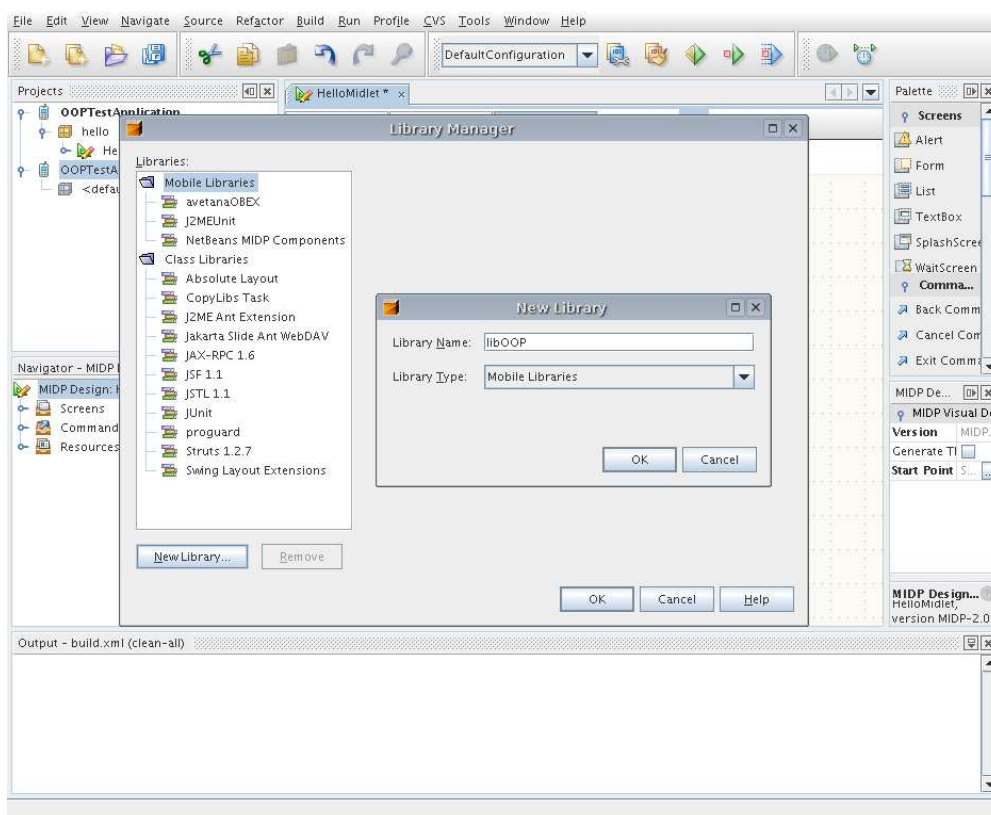 File Edit View Navigate Source Refactor Build Run Profile CVS Tools Window Help
DefaultConfiguration
Projects
HelloMidlet *
Palette
OOPTestApplication
hello
He
OOPTestA
<defau
Library Manager
Libraries:
Mobile Libraries
avetanaOBEX
J2MEUnit
NetBeans MIDP Components
Class Libraries
Absolute Layout
CopyLibs Task
J2ME Ant Extension
Jakarta Slide Ant WebDAV
JAX-RPC 1.6
JSF 1.1
JSTL 1.1
JUnit
proguard
Struts 1.2.7
Swing Layout Extensions
New Library...
Remove
OK
Cancel
Help
New Library
Library Name: libOOP
Library Type: Mobile Libraries
OK
Cancel
Screens
Alert
Form
List
TextBox
SplashScree
WaitScreen
Comma...
Back Comm
Cancel Com
Exit Comma
Navigator - MIDP
MIDP Design: H
Screens
Command
Resources
MIDP De...
MIDP Visual De
Version MIDP.
Generate TI
Start Point S... ...
MIDP Design...
HelloMidlet,
version MIDP-2.0
Output - build.xml (clean-all)